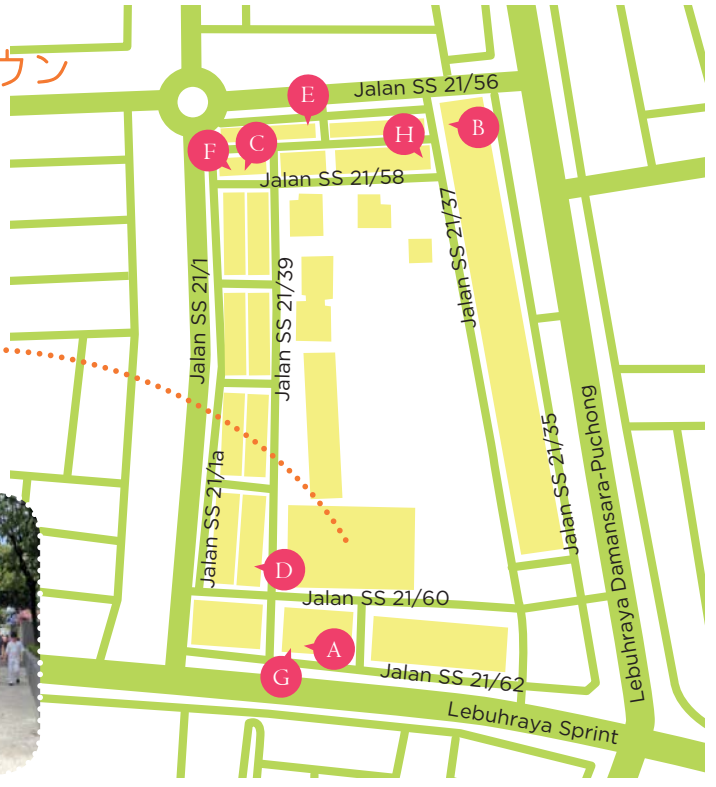 ウン
Jalan SS 21/56
E
B
H
C
F
Jalan SS 21/58
Jalan SS 21/37
Jalan SS 21/1
Jalan SS 21/39
Jalan SS 21/1a
Jalan SS 21/35
Lebuhraya Damansara-Puchong
D
Jalan SS 21/60
A
G
Jalan SS 21/62
Lebuhraya Sprint